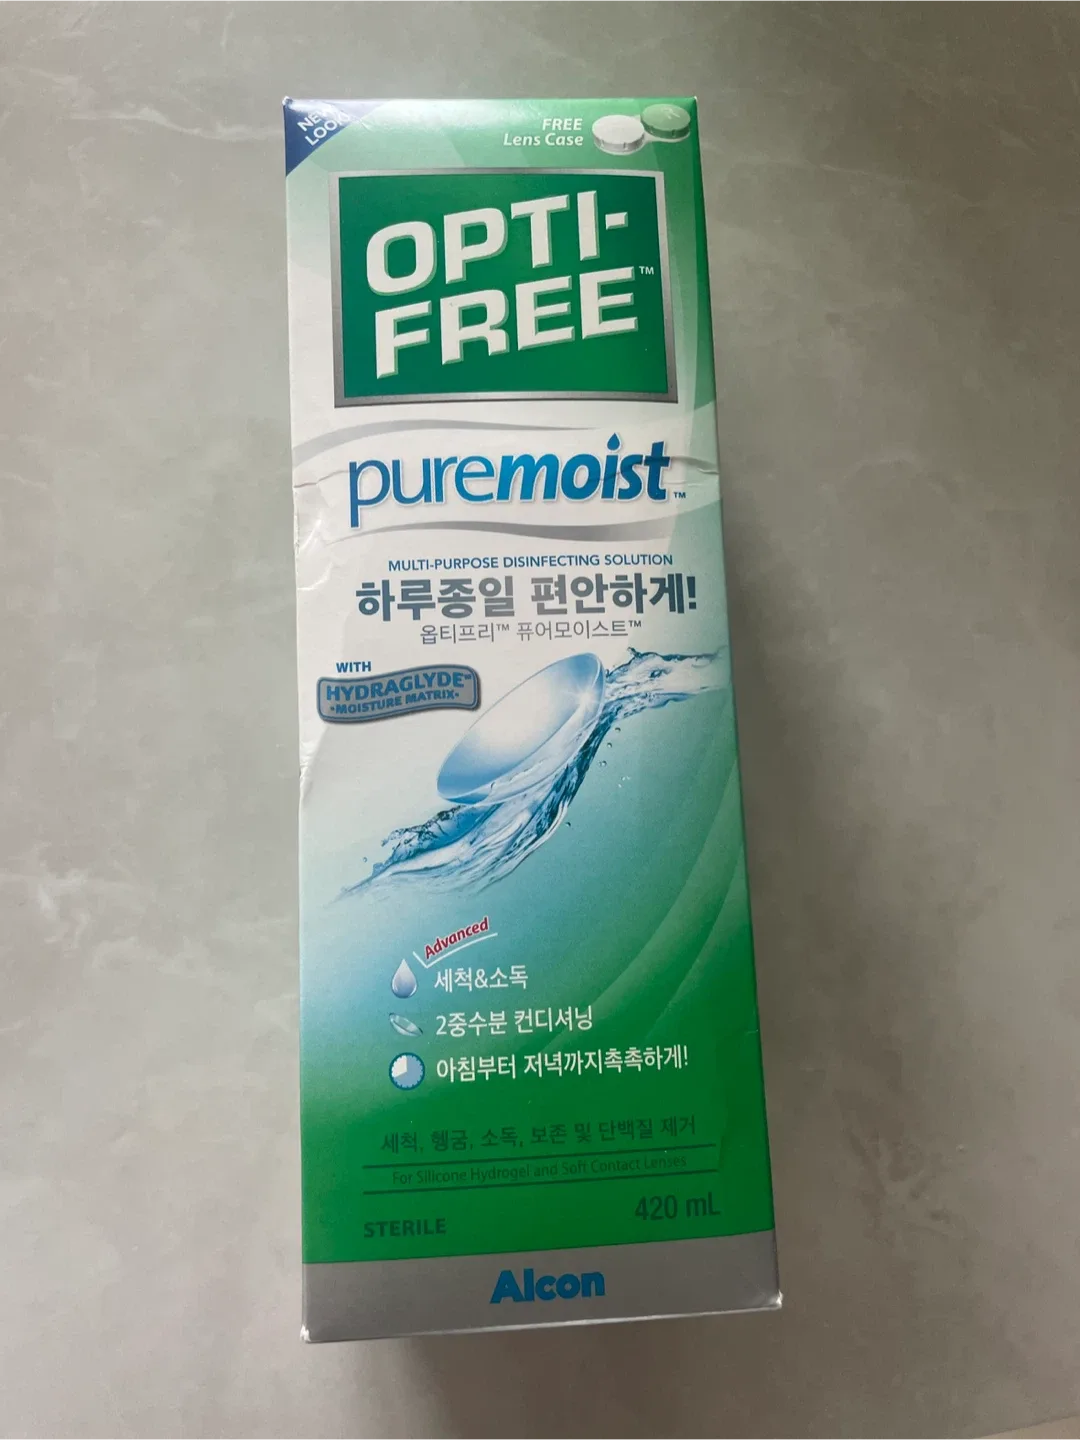 NEW
LOOK!
FREE
Lens Case
OPTI-
FREE™
puremoist™
MULTI-PURPOSE DISINFECTING SOLUTION
하루종일 편안하게!
옵티프리™ 퓨어모이스트™
WITH
HYDRAGLYDE™
•MOISTURE MATRIX•
Advanced
세척&소독
2중수분 컨디셔닝
아침부터 저녁까지촉촉하게!
세척, 헹굼, 소독, 보존 및 단백질 제거
For Silicone Hydrogel and Soft Contact Lenses
420 mL
STERILE
Alcon